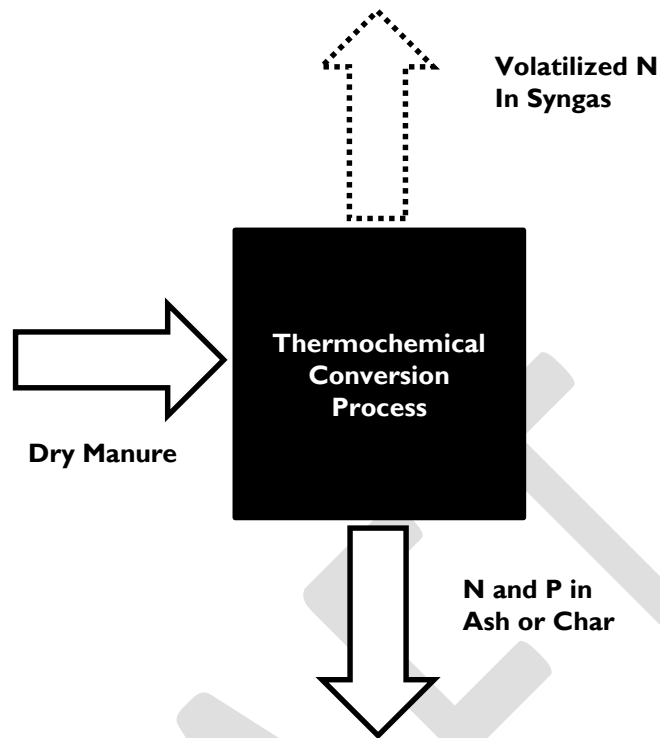 Volatilized N
In Syngas
Thermochemical
Conversion
Process
Dry Manure
N and P in
Ash or Char